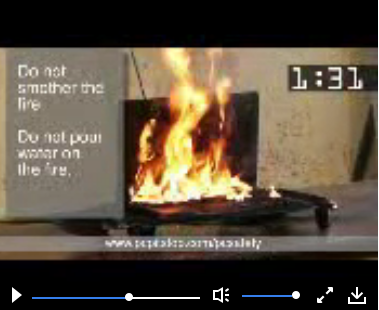 Do not
smother the
fire
Do not pour
water on
the fire.
1:31